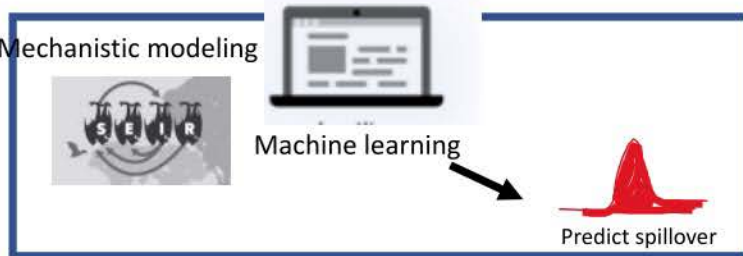 Mechanistic modeling
S E I R
Machine learning
Predict spillover